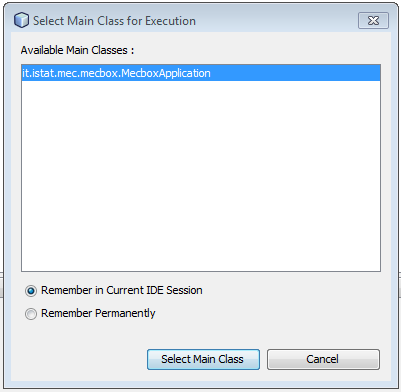 Select Main Class for Execution
Available Main Classes :
it.istat.mec.mecbox.MecboxApplication
Remember in Current IDE Session
Remember Permanently
Select Main Class
Cancel